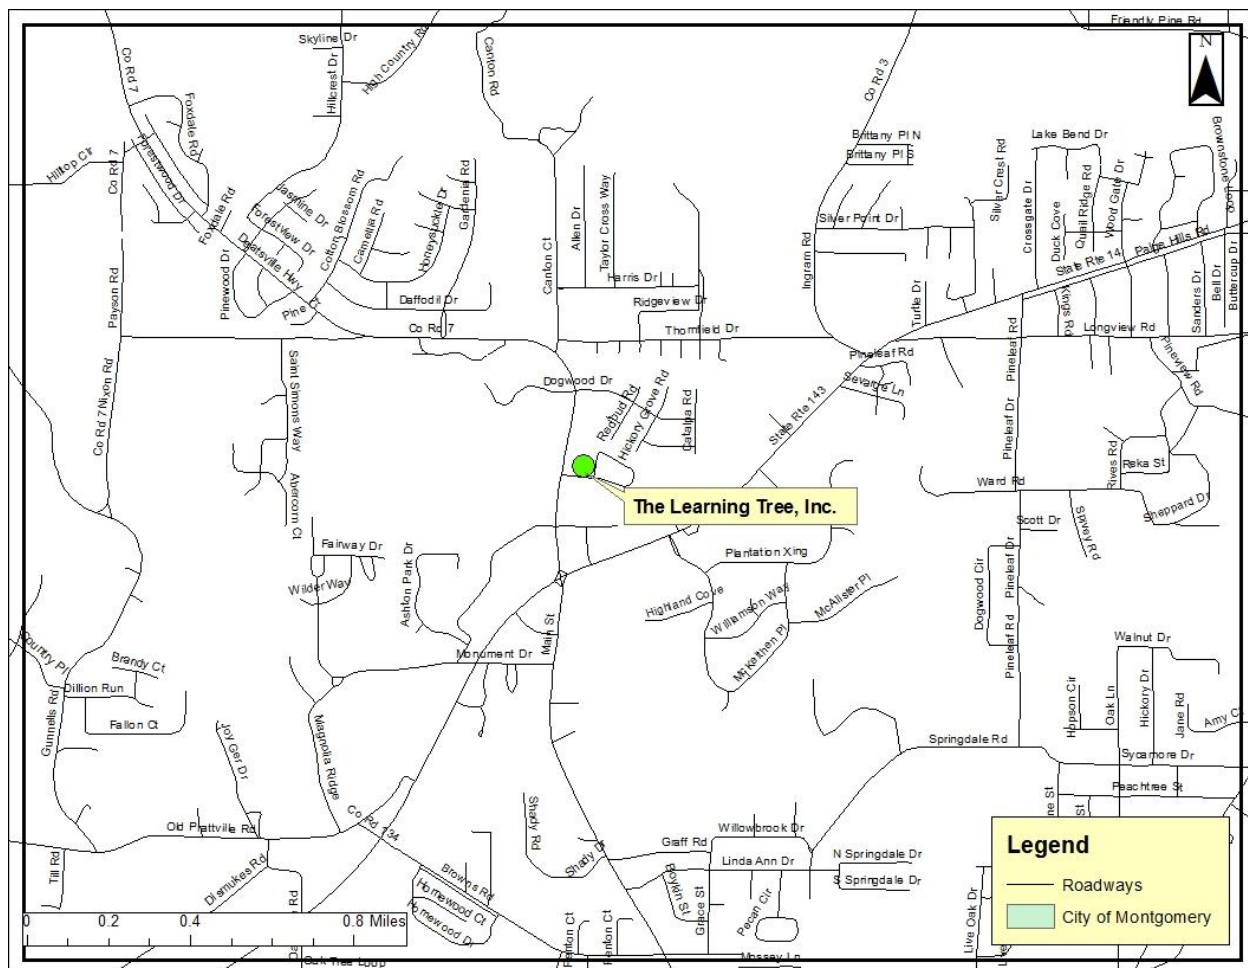 Friendly Pine Rd
Skyline Dr
High Country Rd
Hillcrest Dr
Canton Rd
Co Rd 7
Co Rd 3
N
Foxdale Rd
Forestwood Dr
Hilltop Cir
Co Rd 7
Brittany Pl N
Brittany Pl S
Lake Bend Dr
Brownstone Loop
Silver Crest Rd
Crossgate Dr
Duck Cove
Quail Ridge Rd
Wood Gate Dr
Jasmine Dr
Forestview Dr
Foxdale Rd
Deatsville Hwy
Cotton Blossom Rd
Camellia Rd
Honeysuckle Dr
Gardenia Rd
Allen Dr
Taylor Cross Way
Silver Point Dr
Canton Ct
Ingram Rd
Harris Dr
State Rte 14
Paige Hills Rd
Payson Rd
Pinewood Dr
Pine Ct
Daffodil Dr
Ridgeview Dr
Turtle Dr
Kings Rd
Sanders Dr
Bell Dr
Buttercup Dr
Co Rd 7
Thornfield Dr
Longview Rd
Pineleaf Rd
Pineleaf Rd
Pineview Rd
Co Rd 7 Nixon Rd
Saint Simons Way
Dogwood Dr
Redbud Rd
Hickory Grove Rd
Catalpa Rd
State Rte 143
Sevarge Ln
Pineleaf Dr
Abercorn Ct
Rives Rd
Reka St
Ward Rd
Sheppard Dr
The Learning Tree, Inc.
Scott Dr
Spivey Rd
Fairway Dr
Wilder Way
Ashton Park Dr
Plantation Xing
Highland Cove
Williamson Way
McAlister Pl
McKeithen Pl
Dogwood Cir
Pineleaf Dr
Pineleaf Rd
Main St
Monument Dr
Country Pl
Brandy Ct
Dillion Run
Fallon Ct
Gunnells Rd
Joy Ger Dr
Magnolia Ridge
Walnut Dr
Hopson Cir
Oak Ln
Hickory Dr
Jane Rd
Amy C
Springdale Rd
Sycamore Dr
Peachtree St
ne St
St
Old Prattville Rd
Co Rd 134
Shady Rd
Shady Dr
Willowbrook Dr
Graff Rd
Linda Ann Dr
N Springdale Dr
S Springdale Dr
Till Rd
Dismukes Rd
Browns Rd
Homewood Ct
Homewood Dr
Boykin St
Grace St
Pecan Cir
Live Oak Dr
Fenton Ct
Fenton Ct
Mossey Ln
Oak Tree Loop
Legend
Roadways
City of Montgomery
0 0.2 0.4 0.8 Miles